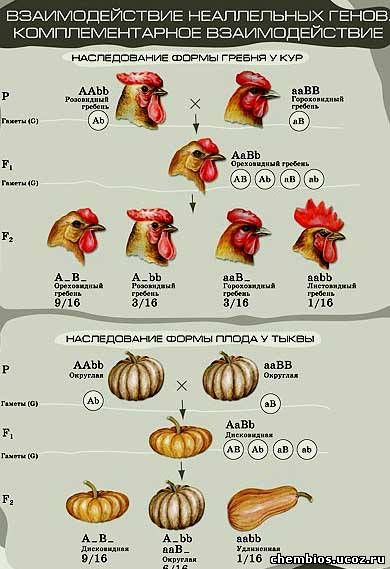 ВЗАИМОДЕЙСТВИЕ НЕАЛЛЕЛЬНЫХ ГЕНОВ
КОМПЛЕМЕНТАРНОЕ ВЗАИМОДЕЙСТВИЕ
НАСЛЕДОВАНИЕ ФОРМЫ ГРЕБНЯ У КУР
P AAbb × aaBB
Розовидный гребень Гороховидный гребень
Гаметы (G) Ab aB
F1 AaBb
Ореховидный гребень
Гаметы (G) AB Ab aB ab
F2
A_B_ A_bb aaB_ aabb
Ореховидный гребень Розовидный гребень Гороховидный гребень Листовидный гребень
9/16 3/16 3/16 1/16
НАСЛЕДОВАНИЕ ФОРМЫ ПЛОДА У ТЫКВЫ
P AAbb × aaBB
Округлая Округлая
Гаметы (G) Ab aB
F1 AaBb
Дисковидная
Гаметы (G) AB Ab aB ab
F2
A_B_ A_bb aabb
Дисковидная aaB_ Удлиненная
9/16 Округлая 1/16
6/16
chembios.ucoz.ru